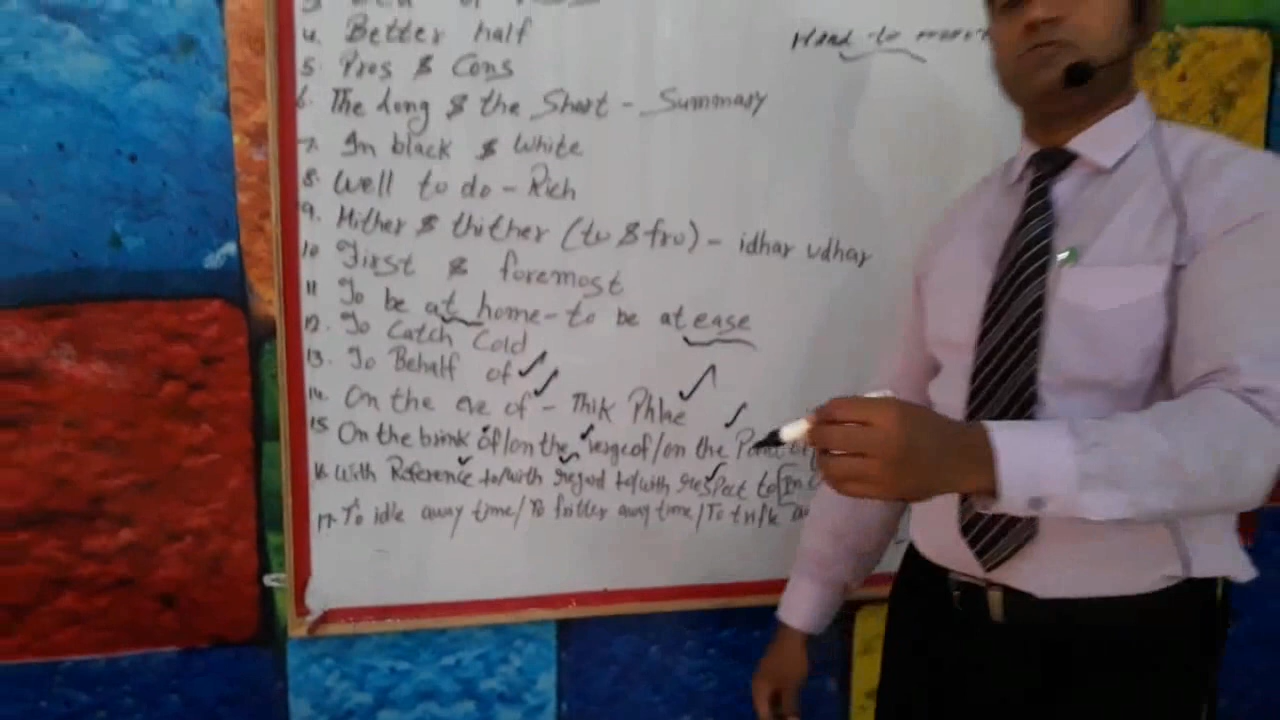 4. Better half
5. Pros & Cons
6. The Long & the Short - Summary
7. In black & White
8. Well to do - Rich
9. Hither & thither (to & fro) - idhar udhar
10 First & foremost
11 To be at home - to be at ease
12. To Catch Cold
13. To Behalf of
14. On the eve of - Thik Phle
15 On the brink of/on the verge of/on the Point of
16. With Reference to/with regard to/with respect to
17. To idle away time/To fritter away time/To trifle